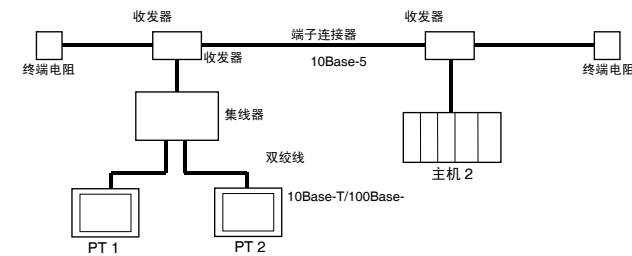 收发器
收发器
端子连接器
收发器
10Base-5
终端电阻
终端电阻
集线器
双绞线
主机 2
10Base-T/100Base-
PT 1
PT 2